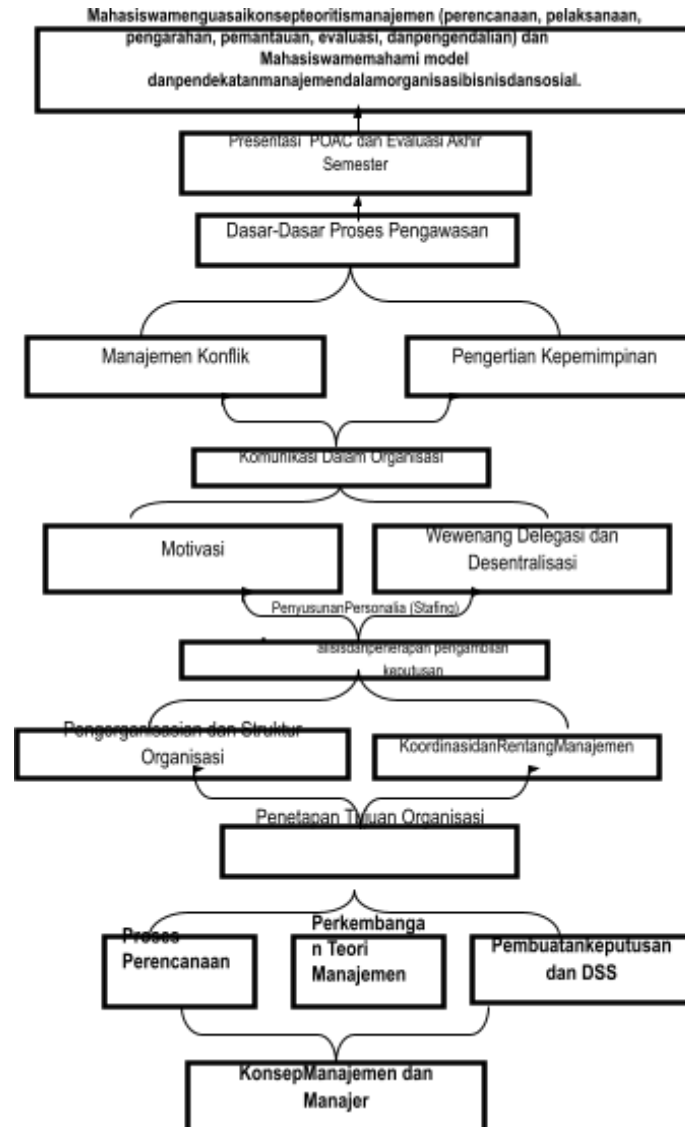 Mahasiswamenguasaikonsepteoritismanajemen (perencanaan, pelaksanaan,
pengarahan, pemantauan, evaluasi, danpengendalian) dan
Mahasiswamemahami model
danpendekatanmanajemendalamorganisasibisnisdansosial.
Presentasi POAC dan Evaluasi Akhir
Semester
Dasar-Dasar Proses Pengawasan
Manajemen Konflik
Pengertian Kepemimpinan
Komunikasi Dalam Organisasi
Motivasi
Wewenang Delegasi dan
Desentralisasi
PenyusunanPersonalia (Stafing)
alisisdanpenerapan pengambilan
keputusan
Pengorganisasian dan Struktur
Organisasi
KoordinasidanRentangManajemen
Penetapan Tujuan Organisasi
Proses
Perencanaan
Perkembanga
n Teori
Manajemen
Pembuatankeputusan
dan DSS
KonsepManajemen dan
Manajer